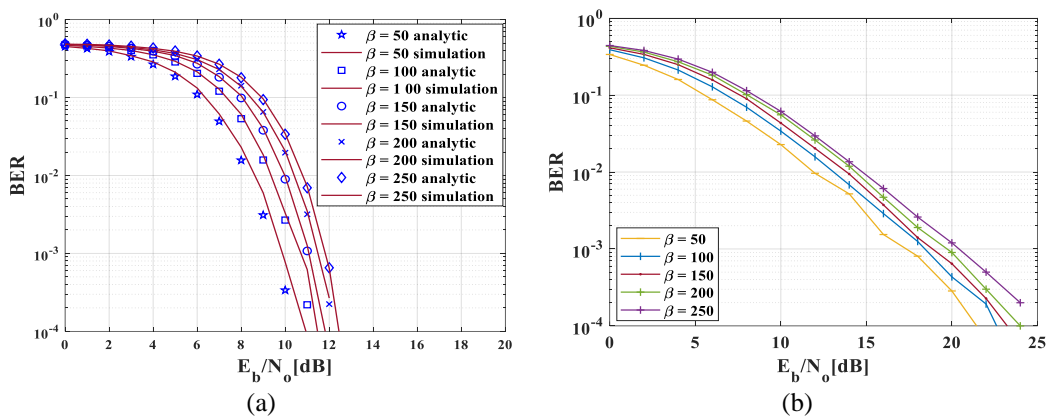 10^0
10^-1
10^-2
10^-3
10^-4
BER
0 2 4 6 8 10 12 14 16 18 20
E_b/N_o[dB]
β = 50 analytic
β = 50 simulation
β = 100 analytic
β = 1 00 simulation
β = 150 analytic
β = 150 simulation
β = 200 analytic
β = 200 simulation
β = 250 analytic
β = 250 simulation
(a)
10^0
10^-1
10^-2
10^-3
10^-4
BER
0 5 10 15 20 25
E_b/N_o[dB]
β = 50
β = 100
β = 150
β = 200
β = 250
(b)